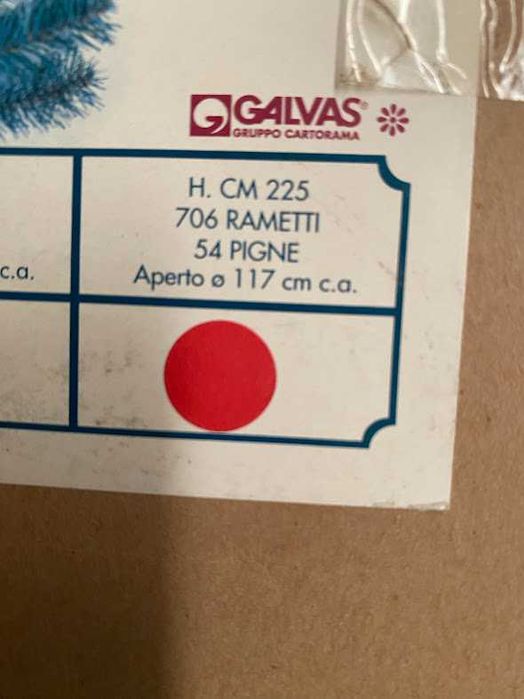 GALVAS®
GRUPPO CARTORAMA
H. CM 225
706 RAMETTI
54 PIGNE
Aperto ø 117 cm c.a.
c.a.